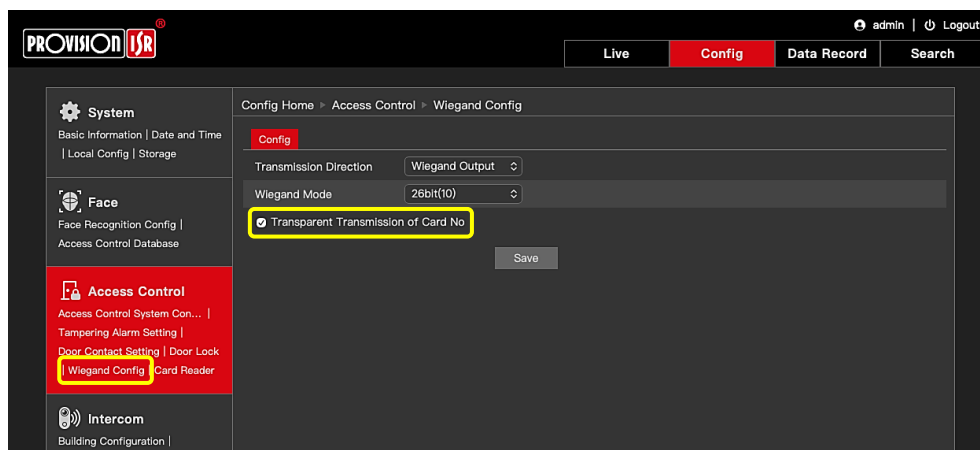 PROVISION ISR ®
admin | Logout
Live Config Data Record Search
System
Basic Information | Date and Time
| Local Config | Storage
Face
Face Recognition Config |
Access Control Database
Access Control
Access Control System Con... |
Tampering Alarm Setting |
Door Contact Setting | Door Lock
| Wiegand Config | Card Reader
Intercom
Building Configuration |
Config Home ▶ Access Control ▶ Wiegand Config
Config
Transmission Direction Wiegand Output
Wiegand Mode 26bit(10)
Transparent Transmission of Card No
Save